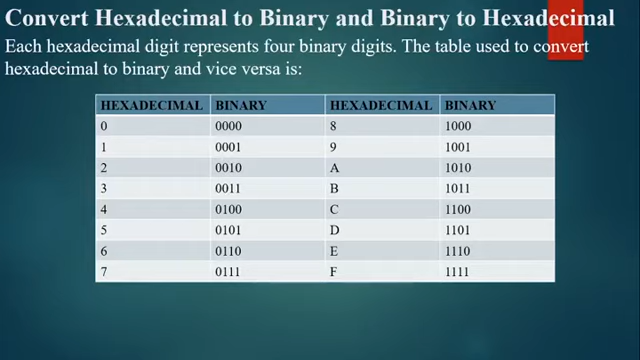 Convert Hexadecimal to Binary and Binary to Hexadecimal
Each hexadecimal digit represents four binary digits. The table used to convert
hexadecimal to binary and vice versa is:
HEXADECIMAL BINARY HEXADECIMAL BINARY
0 0000 8 1000
1 0001 9 1001
2 0010 A 1010
3 0011 B 1011
4 0100 C 1100
5 0101 D 1101
6 0110 E 1110
7 0111 F 1111